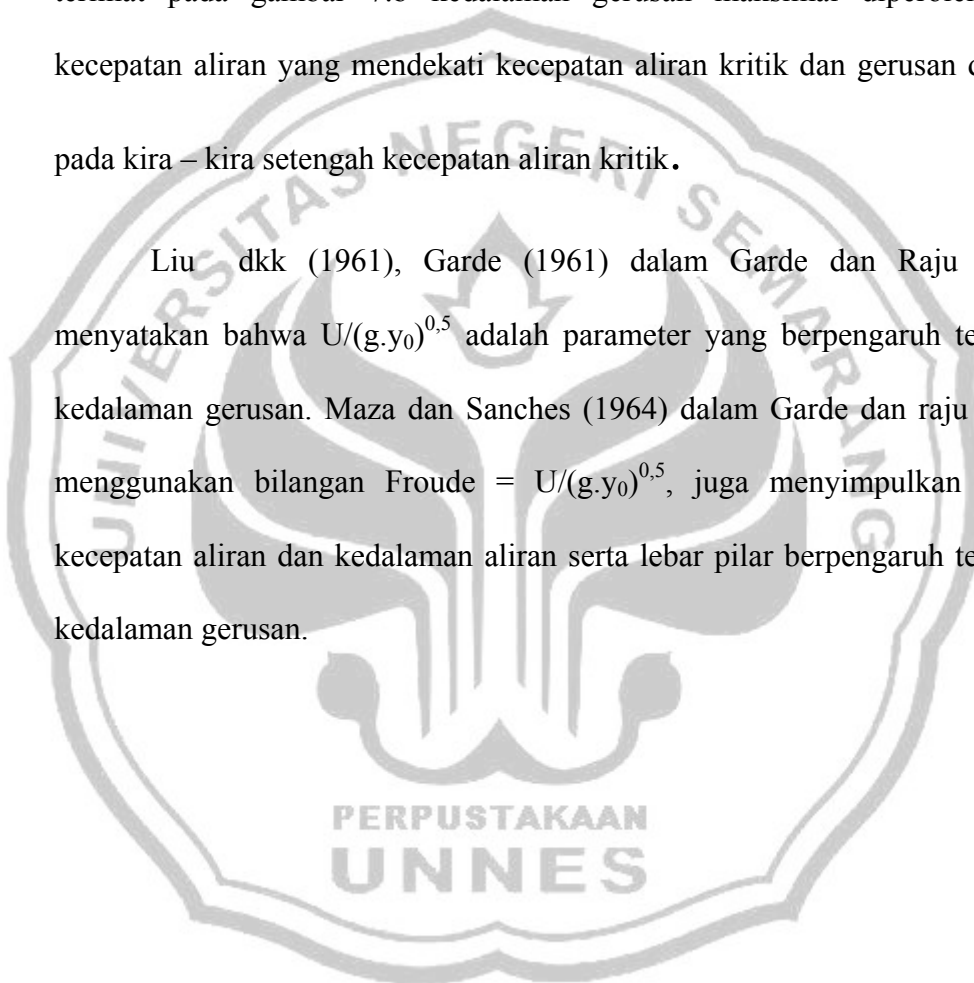 kecepatan aliran yang mendekati kecepatan aliran kritik dan gerusan
pada kira – kira setengah kecepatan aliran kritik.
Liu dkk (1961), Garde (1961) dalam Garde dan Raju
menyatakan bahwa U/(g.y₀)^0,5 adalah parameter yang berpengaruh
kedalaman gerusan. Maza dan Sanches (1964) dalam Garde dan raju
menggunakan bilangan Froude = U/(g.y₀)^0,5, juga menyimpulkan
kecepatan aliran dan kedalaman aliran serta lebar pilar berpengaruh
kedalaman gerusan.
UNIVERSITAS NEGERI SEMARANG
PERPUSTAKAAN
UNNES